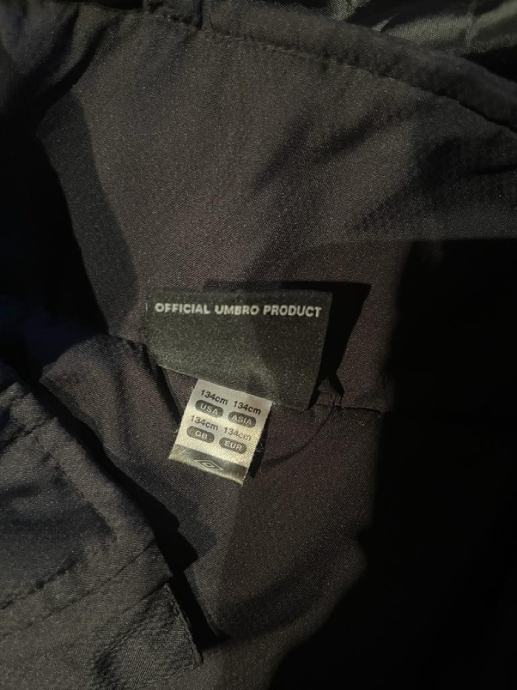 OFFICIAL UMBRO PRODUCT
134cm 134cm
USA ASIA
134cm 134cm
GB EUR